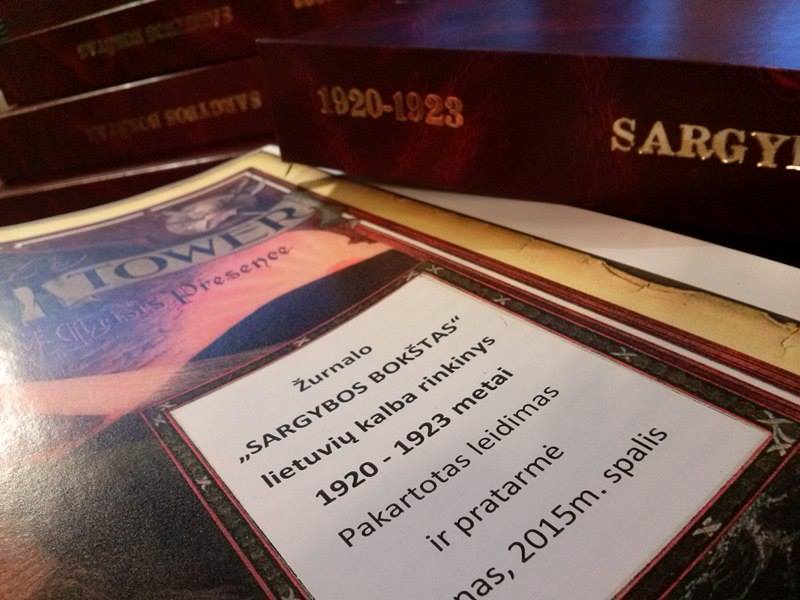 SARGYBOS BOKŠTAS
SARGYBOS BOKŠTAS
1920-1923
SARGY
TOWER
Christ's Presence
Žurnalo
„SARGYBOS BOKŠTAS“
lietuvių kalba rinkinys
1920 - 1923 metai
Pakartotas leidimas
ir pratarmė
nas, 2015m. spalis